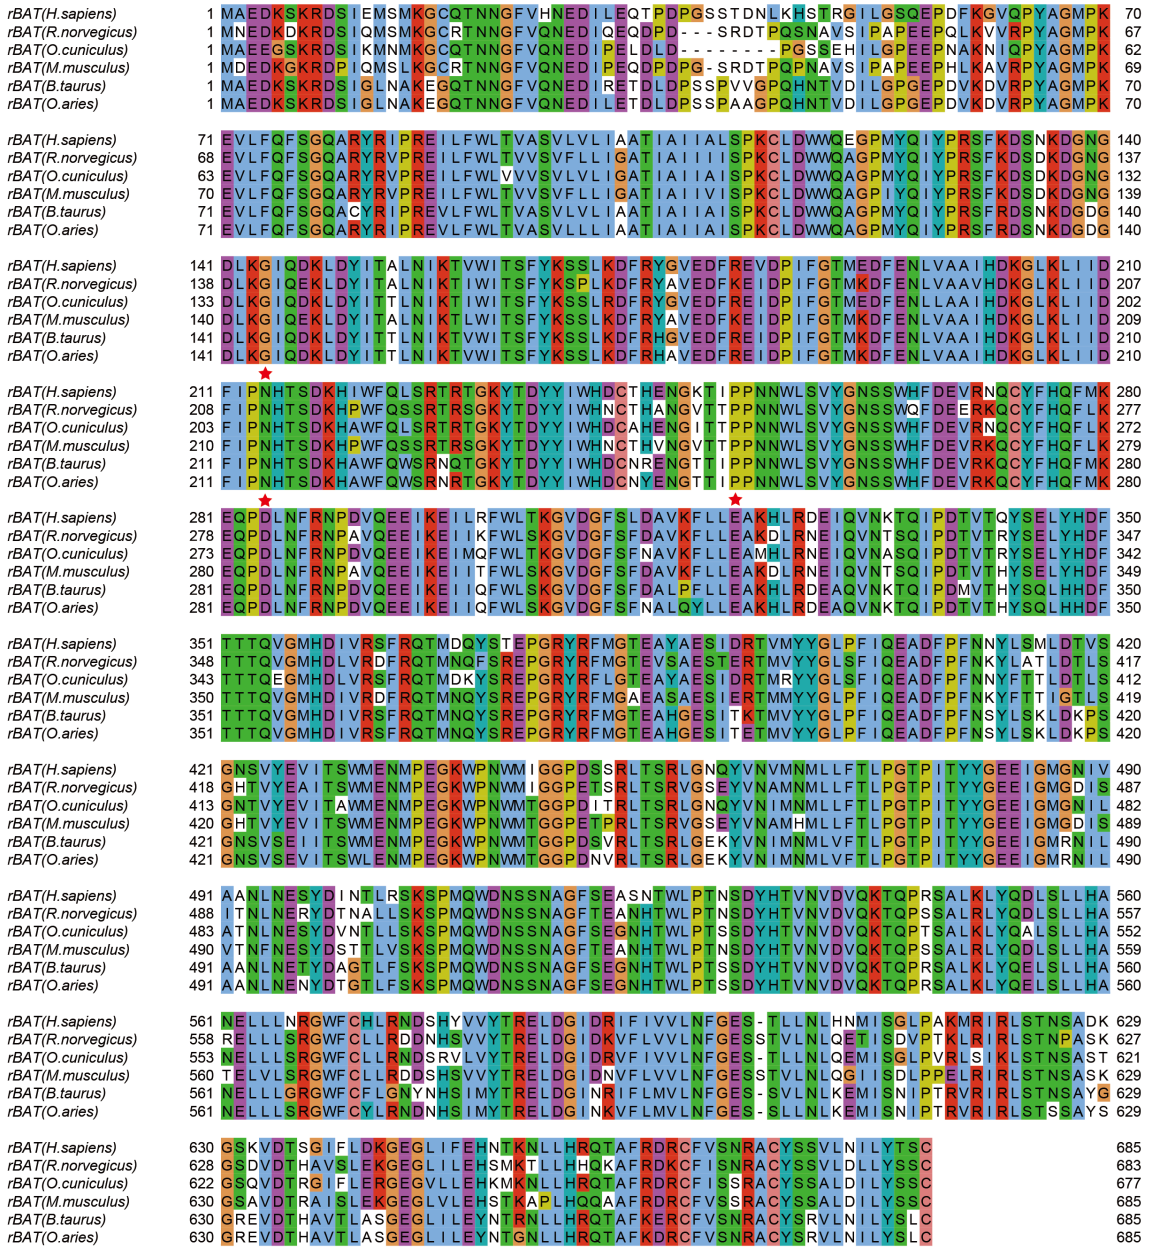 rBAT(H.sapiens) 1 MAEDKSKRDSIEMSMKGCQTNNGFVHNEDILEQTPDPGSSTDNLKHSTRGILGSQEPDFKGVQPYAGMPK 70
rBAT(R.norvegicus) 1 MNEDKDKRDSIQMSMKGCRTNNGFVQNEDIQEQDPD---SRDTPQSNAVSIPAPEEPQLKVVRPYAGMPK 67
rBAT(O.cuniculus) 1 MAEEGSKRDSIKMNMKGCQTNNGFVQNEDIPELDLD--------PGSSEHILGPEEPNAKNIQPYAGMPK 62
rBAT(M.musculus) 1 MDEDKGKRDPIQMSLKGCRTNNGFVQNEDIPEQDPDPG-SRDTPQPNAVSIPAPEEPHLKAVRPYAGMPK 69
rBAT(B.taurus) 1 MAEDKSKRDSIGLNAKEGQTNNGFVQNEDIRETDLDPSSPVVGPQHNTVDILGPGEPDVKDVRPYAGMPK 70
rBAT(O.aries) 1 MAEDKSKRDSIGLNAKEGQTNNGFVQNEDILETDLDPSSPAAGPQHNTVDILGPGEPDVKDVRPYAGMPK 70
rBAT(H.sapiens) 71 EVLFQFSGQARYRIPREILFWLTVASVLVLIAATIAIIALSPKCLDWWQEGPMYQIYPRSFKDSNKDGNG 140
rBAT(R.norvegicus) 68 EVLFQFSGQARYRVPREILFWLTVVSVFLLIGATIAIIIISPKCLDWWQAGPMYQIYPRSFKDSDKDGNG 137
rBAT(O.cuniculus) 63 EVLFQFSGQARYRVPREILFWLVVVSVLVLIGATIAIIAISPKCLDWWQAGPMYQIYPRSFKDSDKDGNG 132
rBAT(M.musculus) 70 EVLFQFSGQARYRVPREILFWLTVVSVFLLIGATIAIIVISPKCLDWWQAGPIYQIYPRSFKDSDKDGNG 139
rBAT(B.taurus) 71 EVLFQFSGQACYRIPREVLFWLTVASVLVLIAATIAIIAISPKCLDWWQAGPMYQIYPRSFRDSNKDGDG 140
rBAT(O.aries) 71 EVLFQFSGQARYRIPREVLFWLTVASVLLLIAATIAIIAISPKCLDWWQAGPMYQIYPRSFRDSNKDGDG 140
rBAT(H.sapiens) 141 DLKGIQDKLDYITALNIKTVWITSFYKSSLKDFRYGVEDFREVDPIFGTMEDFENLVAAIHDKGLKLIID 210
rBAT(R.norvegicus) 138 DLKGIQEKLDYITALNIKTIWITSFYKSPLKDFRYAVEDFKEIDPIFGTMKDFENLVAAVHDKGLKLIID 207
rBAT(O.cuniculus) 133 DLKGIQDKLDYITTLNIKTIWITSFYKSSLKDFRYGVEDFKEIDPIFGTMEDFENLVAAIHDKGLKLIID 202
rBAT(M.musculus) 140 DLKGIQEKLDYITALNIKTLWITSFYKSSLKDFRYAVEDFKEIDPIFGTMKDFENLVAAIHDKGLKLIID 209
rBAT(B.taurus) 141 DLKGIQDKLDYITTLNIKTVWITSFYKSSLKDFRHGVEDFREIDPIFGTMKDFENLVAAIHDKGLKLIID 210
rBAT(O.aries) 141 DLKGIQDKLDYITTLNIKTVWITSFYKSSLKDFRHAVEDFREIDPIFGTMKDFENLVAAIHDKGLKLIID 210
rBAT(H.sapiens) 211 FIPNHTSDKHIWFQLSRTRTGKYTDYYIWHDCTHENGKTIPPNNWLSVYGNSSWHFDEVRNQCYFHQFMK 280
rBAT(R.norvegicus) 208 FIPNHTSDKHPWFQSSRTRSGKYTDYYIWHNCTHANGVTTPPNNWLSVYGNSSWQFDEERKQCYFHQFMK 277
rBAT(O.cuniculus) 203 FIPNHTSDKHAWFQLSRTRTGKYTDYYIWHDCAHENGITTPPNNWLSVYGNSSWHFDEVRNQCYFHQFLK 272
rBAT(M.musculus) 210 FIPNHTSDKHPWFQSSRTRTGKYTDYYIWHNCTHVNGVTTPPNNWLSVYGNSSWHFDEVRKQCYFHQFMK 279
rBAT(B.taurus) 211 FIPNHTSDKHAWFQWSRNQTGKYTDYYIWHDCNRENGTTIPPNNWLSVYGNSSWHFDEVRKQCYFHQFMK 280
rBAT(O.aries) 211 FIPNHTSDKHAWFQWSRNRTGKYTDYYIWHDCNYENGTTIPPNNWLSVYGNSSWHFDEVRKQCYFHQFMK 280
rBAT(H.sapiens) 281 EQPDLNFRNPDVQEEIKEILRFWLTKGVDGFSLDAVKFLLEAKHLRDEIQVNKTQIPDTVTQYSELYHDF 350
rBAT(R.norvegicus) 278 EQPDLNFRNPAVQEEIKEIIKFWLSKGVDGFSFDAVKFLLEAKDLRNEIQVNTSQIPDTVTRYSELYHDF 347
rBAT(O.cuniculus) 273 EQPDLNFRNPDVQEEIKEIMQFWLTKGVDGFSFNAVKFLLEAMHLRNEIQVNASQIPDTVTRYSELYHDF 342
rBAT(M.musculus) 280 EQPDLNFRNPAVQEEIKEIITFWLSKGVDGFSFDAVKFLLEAKDLRNEIQVNTSQIPDTVTHYSELYHDF 349
rBAT(B.taurus) 281 EQPDLNFRNPDVQEEIKEIIQFWLSKGVDGFSFDALPFLLEAKHLRDEAQVNKTQIPDMVTHYSQLHHDF 350
rBAT(O.aries) 281 EQPDLNFRNPDVQEEIKEIIQFWLSKGVDGFSFNALQYLLEAKHLRDEAQVNKTQIPDTVTHYSQLHHDF 350
rBAT(H.sapiens) 351 TTTQVGMHDIVRSFRQTMDQYSTEPGRYRFMGTEAYAESIDRTVMYYGLPFIQEADFPFNNYLSMLDTVS 420
rBAT(R.norvegicus) 348 TTTQVGMHDLVRDFRQTMNQFSREPGRYRFMGTEVSAESTERTMVYYGLSFIQEADFPFNKYLATLDTLS 417
rBAT(O.cuniculus) 343 TTTQEGMHDLVRSFRQTMDKYSREPGRYRFLGTEAYAESIDRTMRYYGLSFIQEADFPFNNYFTTLDTLS 412
rBAT(M.musculus) 350 TTTQVGMHDIVRDFRQTMNQYSREPGRYRFMGAEASAESIERTMMYYGLSFIQEADFPFNKYFTTIGTLS 419
rBAT(B.taurus) 351 TTTQVGMHDIVRSFRQTMNQYSREPGRYRFMGTEAHGESITKTMVYYGLPFIQEADFPFNSYLSKLDKPS 420
rBAT(O.aries) 351 TTTQVGMHDIVRSFRQTMNQYSREPGRYRFMGTEAHGESITETMVYYGLPFIQEADFPFNSYLSKLDKPS 420
rBAT(H.sapiens) 421 GNSVYEVITSWMENMPEGKWPNWMIGGPDSSRLTSRLGNQYVNVMNMLLFTLPGTPITYYGEEIGMGNIV 490
rBAT(R.norvegicus) 418 GHTVYEAITSWMENMPEGKWPNWMIGGPETSRLTSRVGSEYVNAMNMLLFTLPGTPITYYGEEIGMGDIS 487
rBAT(O.cuniculus) 413 GNTVYEVITAWMENMPEGKWPNWMTGGPDITRLTSRLGNQYVNIMNMLLFTLPGTPITYYGEEIGMGNIL 482
rBAT(M.musculus) 420 GHTVYEVITSWMENMPEGKWPNWMTGGPETPRLTSRVGSEYVNAMHMLLFTLPGTPITYYGEEIGMGDIS 489
rBAT(B.taurus) 421 GNSVSEIITSWMENMPEGKWPNWMTGGPDSVRLTSRLGEKYVNIMNMLVFTLPGTPITYYGEEIGMRNIL 490
rBAT(O.aries) 421 GNSVSEVITSWLENMPEGKWPNWMTGGPDNVRLTSRLGEKYVNIMNMLVFTLPGTPITYYGEEIGMRNIL 490
rBAT(H.sapiens) 491 AANLNESYDINTLRSKSPMQWDNSSNAGFSEASNTWLPTNSDYHTVNVDVQKTQPRSALKLYQDLSLLHA 560
rBAT(R.norvegicus) 488 ITNLNERYDTNALLSKSPMQWDNSSNAGFTEANHTWLPTNSDYHTVNVDVQKTQPSSALRLYQDLSLLHA 557
rBAT(O.cuniculus) 483 ATNLNESYDVNTLLSKSPMQWDNSSNAGFSEGNHTWLPTSSDYHTVNVDVQKTQPTSALKLYQALSLLHA 552
rBAT(M.musculus) 490 VTNFNESYDSTTLVSKSPMQWDNSSNAGFTEANHTWLPTNSDYHTVNVDVQKTQPSSALKLYQDLSLLHA 559
rBAT(B.taurus) 491 AANLNETYDAGTLFSKSPMQWDNSSNAGFSEGNHTWLPTSSDYHTVNVDVQKTQPRSALKLYQELSLLHA 560
rBAT(O.aries) 491 AANLNENYDTGTLFSKSPMQWDNSSNAGFSEGNHTWLPTSSDYHTVNVDVQKTQPRSALKLYQELSLLHA 560
rBAT(H.sapiens) 561 NELLLNRGWFCHLRNDSHYVVYTRELDGIDRIFIVVLNFGES-TLLNLHNMISGLPAKMRIRLSTNSADK 629
rBAT(R.norvegicus) 558 RELLLSRGWFCLLRDDNHSVVYTRELDGIDKVFLVVLNFGESSTVLNLQETISDVPTKLRIRLSTNPASK 627
rBAT(O.cuniculus) 553 NELLLSRGWFCLLRNDSRVLVYTRELDGIDRVFIVVLNFGES-TLLNLQEMISGLPVRLSIKLSTNSAST 621
rBAT(M.musculus) 560 TELVLSRGWFCLLRDDSHSVVYTRELDGIDNVFLVVLNFGESSTVLNLQGIISDLPPELRIRLSTNSASK 629
rBAT(B.taurus) 561 NELLLGRGWFCFLGNYNHSIMYTRELDGINRIFLMVLNFGES-SLLNLKEMISNIPTRVRIRLSTNSAYG 629
rBAT(O.aries) 561 NELLLSRGWFCYLRNDNHSIMYTRELDGINKVFLMVLNFGES-SLLNLKEMISNIPTRVRIRLSTSSAYS 629
rBAT(H.sapiens) 630 GSKVDTSGIFLDKGEGLIFEHNTKNLLHRQTAFRDRCFVSNRACYSSVLNILYTSC 685
rBAT(R.norvegicus) 628 GSDVDTHAVSLEKGEGLILEHSMKTLLHHQKAFRDKCFISNRACYSSVLDLLYSSC 683
rBAT(O.cuniculus) 622 GSQVDTRGIFLERGEGVLLEHKMKNLLHRQTAFRDRCFVSNRACYSSALDILYSSC 677
rBAT(M.musculus) 630 GSAVDTRAISLEKGEGLVLEHSTKAPLHQQAAFRDRCFISSRACYSSALDILYSSC 685
rBAT(B.taurus) 630 GREVDTHAVTLASGEGLILEYNTRNLLHRQTAFKERCFVSNRACYSRVLNILYSLC 685
rBAT(O.aries) 630 GREVDTHAVTLASGEGLILEYNTGNLLHRQTAFKDRCFVSNRACYSRVLNILYSLC 685